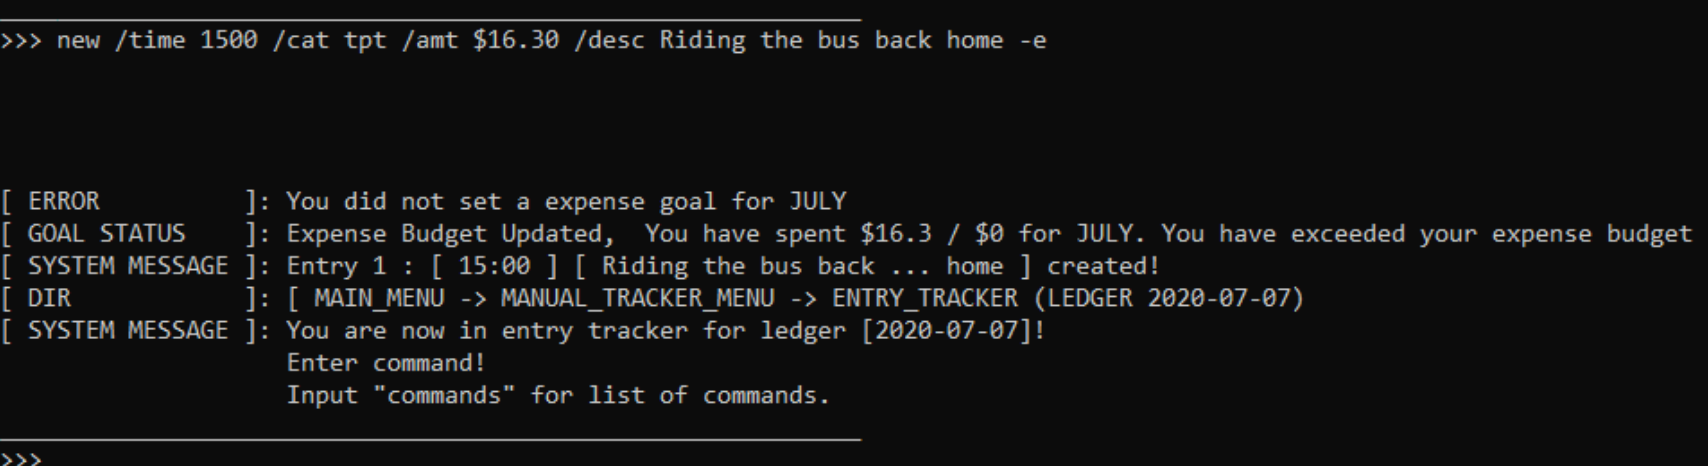 >>> new /time 1500 /cat tpt /amt $16.30 /desc Riding the bus back home -e
[ ERROR          ]: You did not set a expense goal for JULY
[ GOAL STATUS    ]: Expense Budget Updated,  You have spent $16.3 / $0 for JULY. You have exceeded your expense budget
[ SYSTEM MESSAGE ]: Entry 1 : [ 15:00 ] [ Riding the bus back ... home ] created!
[ DIR            ]: [ MAIN_MENU -> MANUAL_TRACKER_MENU -> ENTRY_TRACKER (LEDGER 2020-07-07)
[ SYSTEM MESSAGE ]: You are now in entry tracker for ledger [2020-07-07]!
Enter command!
Input "commands" for list of commands.
>>>